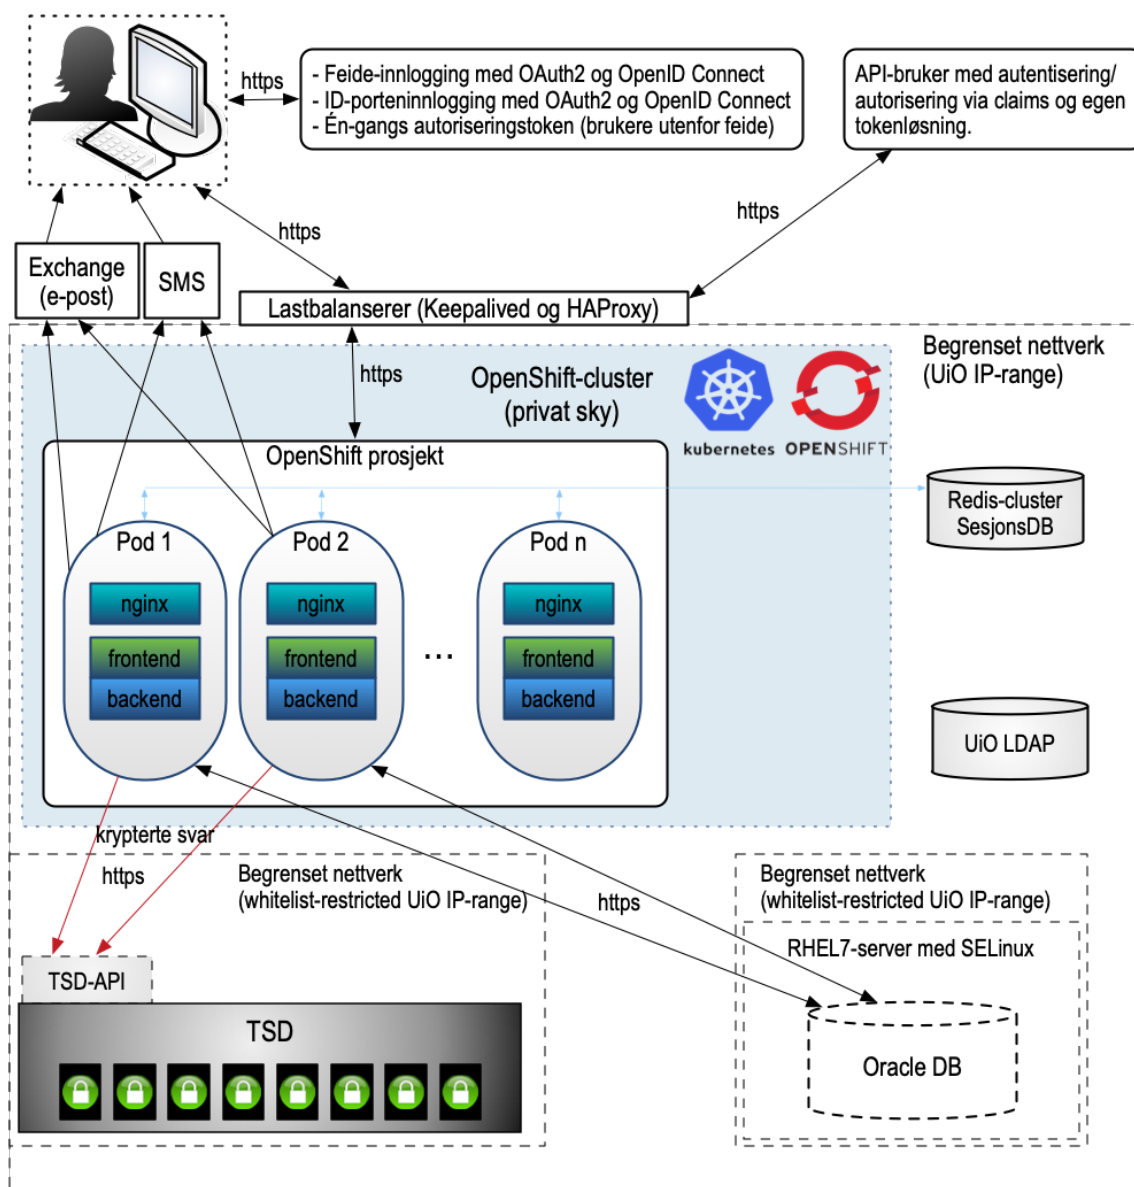 https
- Feide-innlogging med OAuth2 og OpenID Connect
- ID-porteninnlogging med OAuth2 og OpenID Connect
- Én-gangs autoriseringstoken (brukere utenfor feide)
API-bruker med autentisering/
autorisering via claims og egen
tokenløsning.
https
https
Exchange
(e-post)
SMS
Lastbalanserer (Keepalived og HAProxy)
Begrenset nettverk
(UiO IP-range)
https
OpenShift-cluster
(privat sky)
kubernetes
OPENSHIFT
OpenShift prosjekt
Redis-cluster
SesjonsDB
Pod 1
nginx
frontend
backend
Pod 2
nginx
frontend
backend
...
Pod n
nginx
frontend
backend
UiO LDAP
krypterte svar
https
Begrenset nettverk
(whitelist-restricted UiO IP-range)
https
Begrenset nettverk
(whitelist-restricted UiO IP-range)
RHEL7-server med SELinux
TSD-API
TSD
Oracle DB